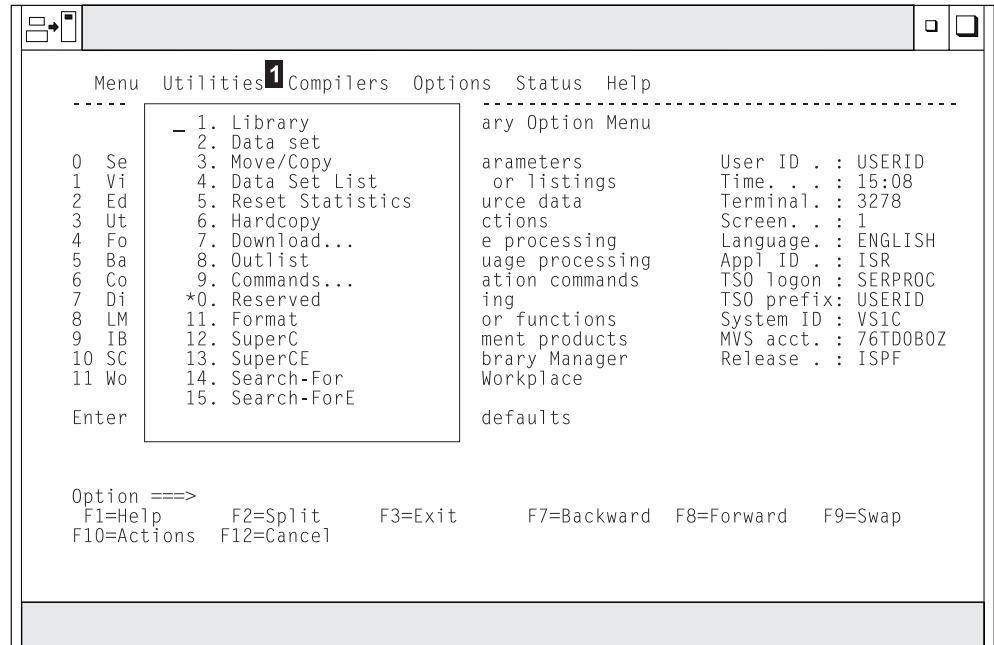 Menu Utilities 1 Compilers Options Status Help
_ 1. Library ary Option Menu
2. Data set
0 Se 3. Move/Copy arameters User ID . : USERID
1 Vi 4. Data Set List or listings Time. . . : 15:08
2 Ed 5. Reset Statistics urce data Terminal. : 3278
3 Ut 6. Hardcopy ctions Screen. . : 1
4 Fo 7. Download... e processing Language. : ENGLISH
5 Ba 8. Outlist uage processing Appl ID . : ISR
6 Co 9. Commands... ation commands TSO logon : SERPROC
7 Di *0. Reserved ing TSO prefix: USERID
8 LM 11. Format or functions System ID : VS1C
9 IB 12. SuperC ment products MVS acct. : 76TDOBOZ
10 SC 13. SuperCE brary Manager Release . : ISPF
11 Wo 14. Search-For Workplace
15. Search-ForE
Enter defaults
Option ===>
F1=Help F2=Split F3=Exit F7=Backward F8=Forward F9=Swap
F10=Actions F12=Cancel